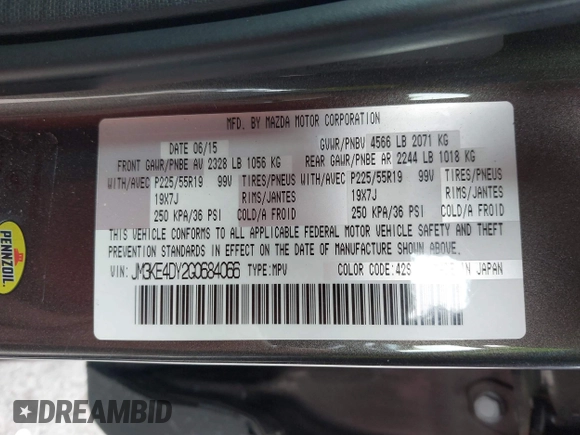 MFD. BY MAZDA MOTOR CORPORATION
DATE 06/15 GVWR/PNBV 4566 LB 2071 KG
FRONT GAWR/PNBE AV 2328 LB 1056 KG REAR GAWR/PNBE AR 2244 LB 1018 KG
WITH/AVEC P225/55R19 99V TIRES/PNEUS WITH/AVEC P225/55R19 99V TIRES/PNEUS
19X7J RIMS/JANTES 19X7J RIMS/JANTES
250 KPA/36 PSI COLD/A FROID 250 KPA/36 PSI COLD/A FROID
THIS VEHICLE CONFORMS TO ALL APPLICABLE FEDERAL MOTOR VEHICLE SAFETY AND THEFT
PREVENTION STANDARDS IN EFFECT ON THE DATE OF MANUFACTURE SHOWN ABOVE.
VIN: JM3KE4DY2G0684066 TYPE:MPV COLOR CODE:42S IN JAPAN
PENNZOIL
DREAMBID